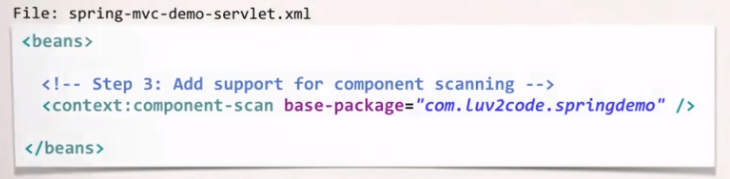 File: spring-mvc-demo-servlet.xml
<beans>
<!-- Step 3: Add support for component scanning -->
<context:component-scan base-package="com.luv2code.springdemo" />
</beans>